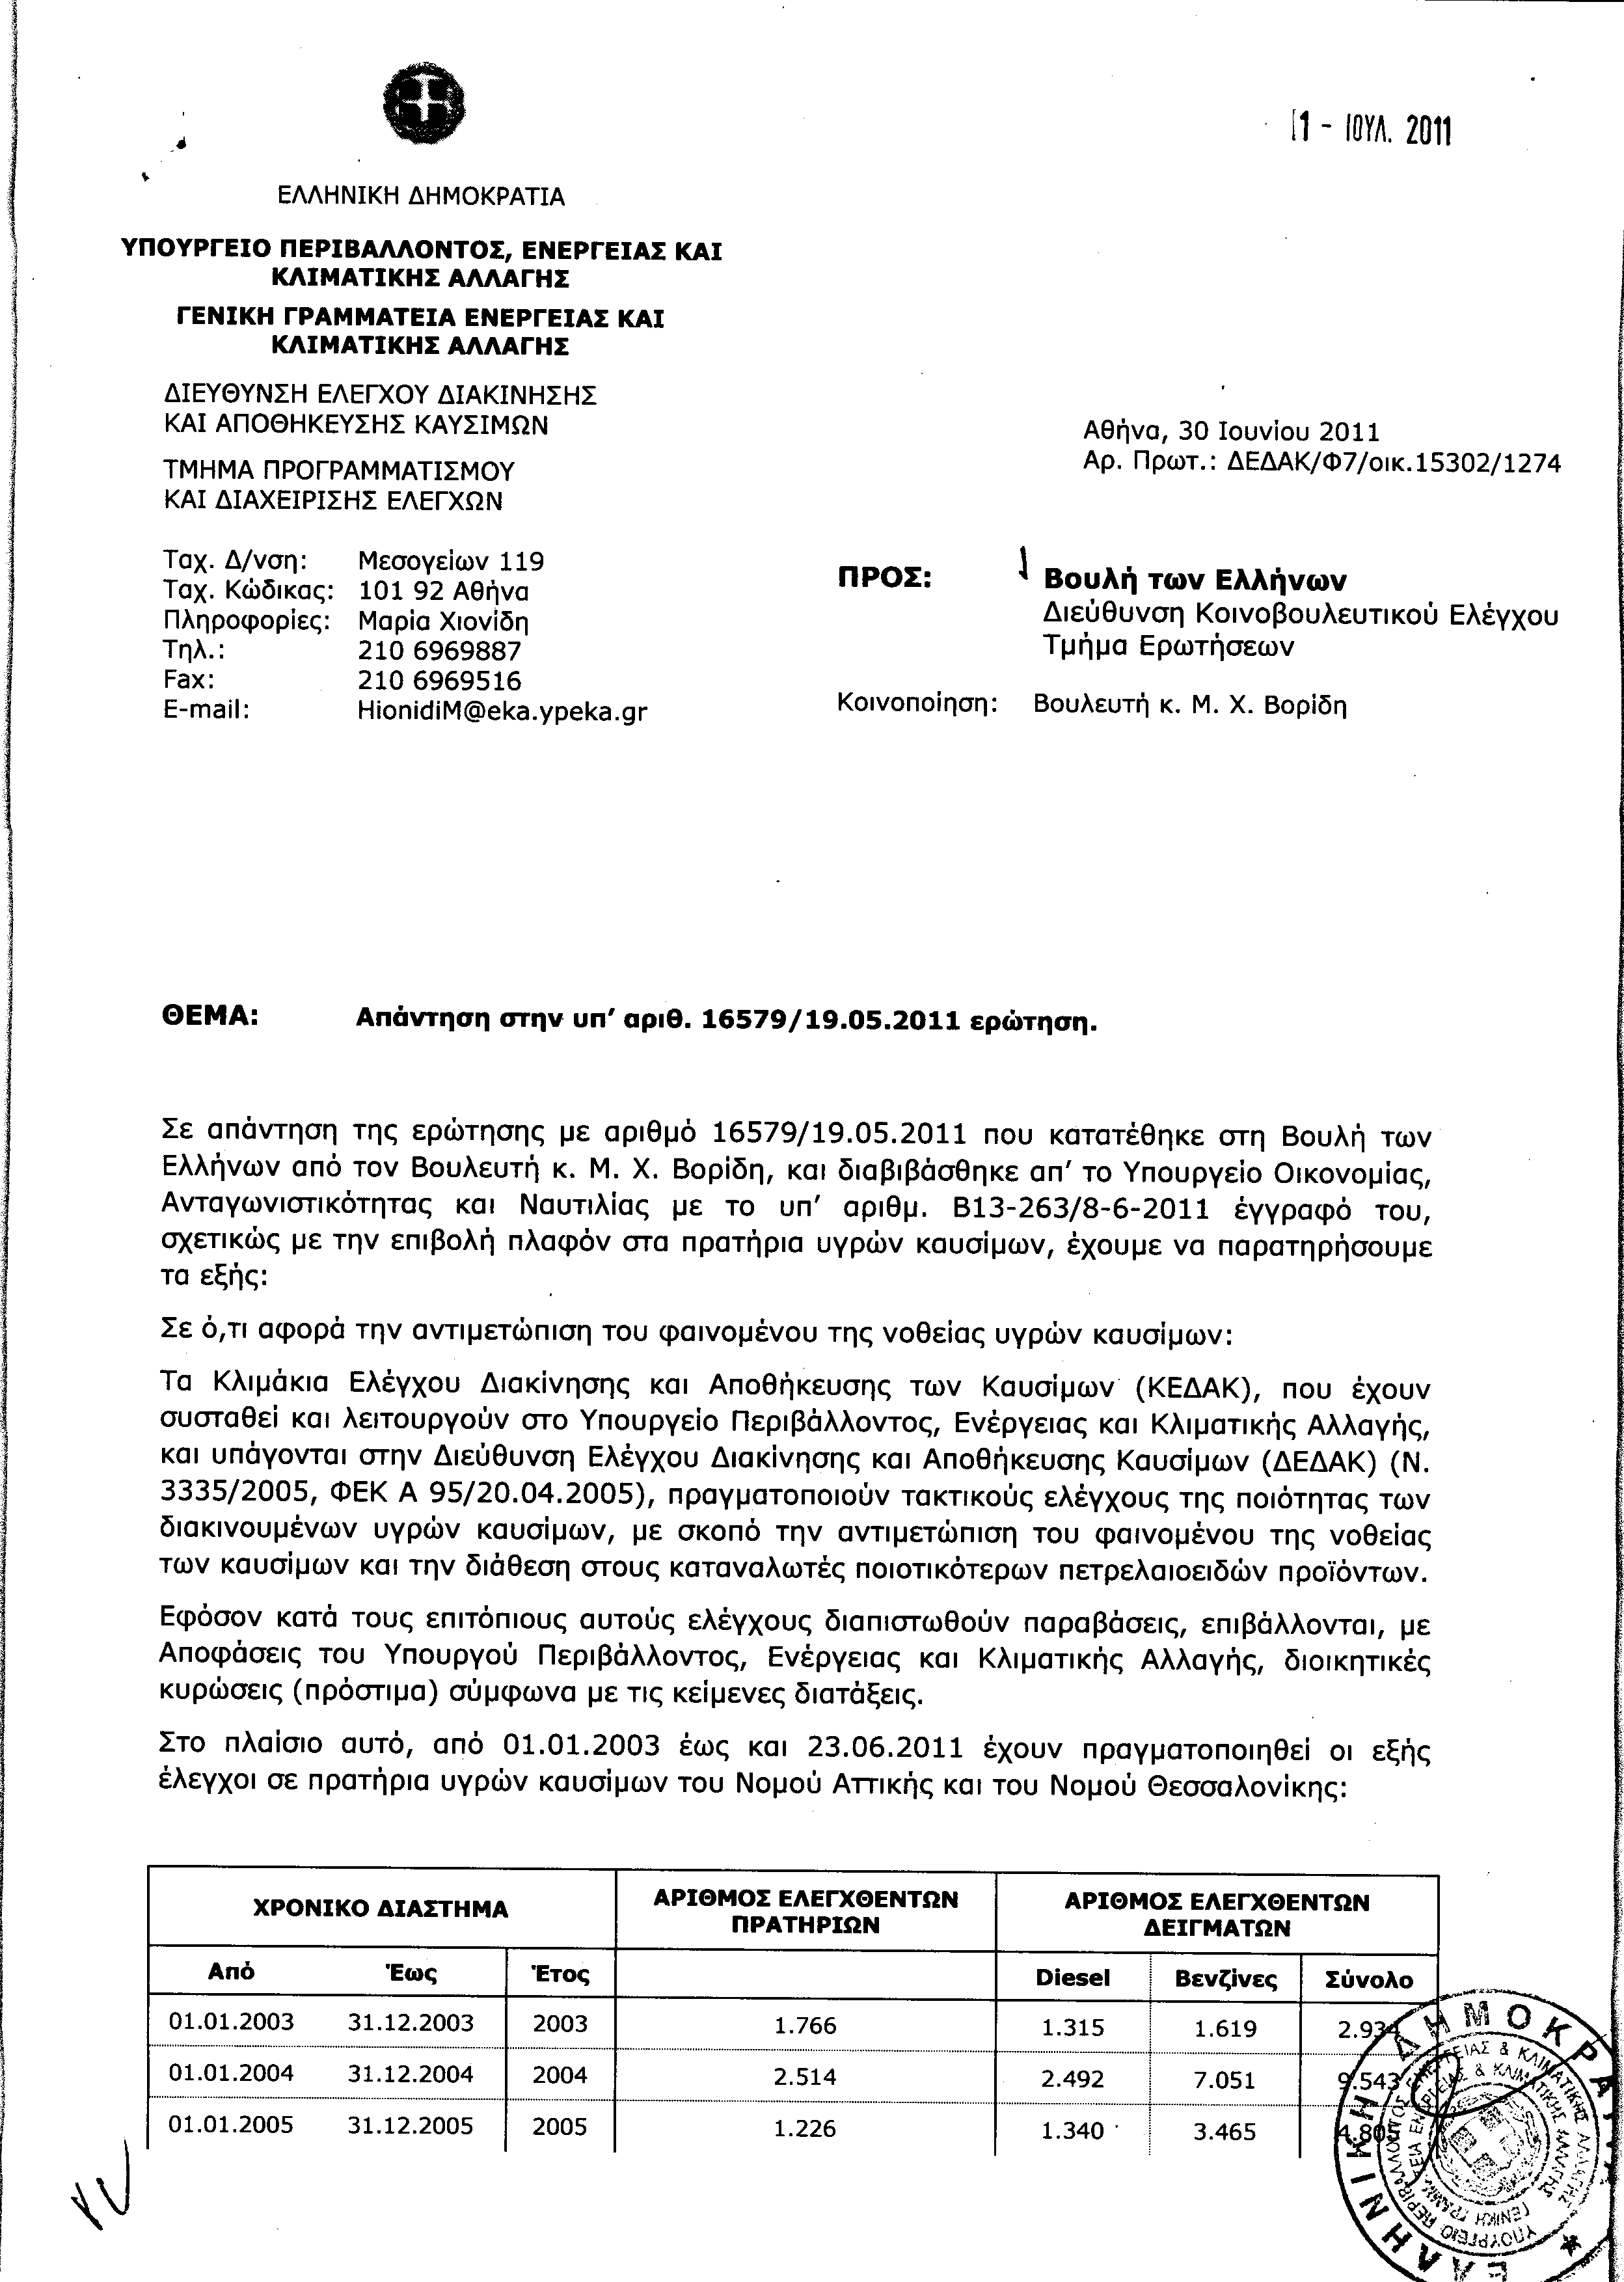 1 - ΙΟΥΛ. 2011
ΕΛΛΗΝΙΚΗ ΔΗΜΟΚΡΑΤΙΑ
ΥΠΟΥΡΓΕΙΟ ΠΕΡΙΒΑΛΛΟΝΤΟΣ, ΕΝΕΡΓΕΙΑΣ ΚΑΙ
ΚΛΙΜΑΤΙΚΗΣ ΑΛΛΑΓΗΣ
ΓΕΝΙΚΗ ΓΡΑΜΜΑΤΕΙΑ ΕΝΕΡΓΕΙΑΣ ΚΑΙ
ΚΛΙΜΑΤΙΚΗΣ ΑΛΛΑΓΗΣ
ΔΙΕΥΘΥΝΣΗ ΕΛΕΓΧΟΥ ΔΙΑΚΙΝΗΣΗΣ
ΚΑΙ ΑΠΟΘΗΚΕΥΣΗΣ ΚΑΥΣΙΜΩΝ
ΤΜΗΜΑ ΠΡΟΓΡΑΜΜΑΤΙΣΜΟΥ
ΚΑΙ ΔΙΑΧΕΙΡΙΣΗΣ ΕΛΕΓΧΩΝ
Αθήνα, 30 Ιουνίου 2011
Αρ. Πρωτ.: ΔΕΔΑΚ/Φ7/οικ.15302/1274
Ταχ. Δ/νση: Μεσογείων 119
Ταχ. Κώδικας: 101 92 Αθήνα
Πληροφορίες: Μαρία Χιονίδη
Τηλ.: 210 6969887
Fax: 210 6969516
E-mail: HionidiM@eka.ypeka.gr
ΠΡΟΣ: Βουλή των Ελλήνων
Διεύθυνση Κοινοβουλευτικού Ελέγχου
Τμήμα Ερωτήσεων
Κοινοποίηση: Βουλευτή κ. Μ. Χ. Βορίδη
ΘΕΜΑ: Απάντηση στην υπ’ αριθ. 16579/19.05.2011 ερώτηση.
Σε απάντηση της ερώτησης με αριθμό 16579/19.05.2011 που κατατέθηκε στη Βουλή των
Ελλήνων από τον Βουλευτή κ. Μ. Χ. Βορίδη, και διαβιβάσθηκε απ’ το Υπουργείο Οικονομίας,
Ανταγωνιστικότητας και Ναυτιλίας με το υπ’ αριθμ. Β13-263/8-6-2011 έγγραφό του,
σχετικώς με την επιβολή πλαφόν στα πρατήρια υγρών καυσίμων, έχουμε να παρατηρήσουμε
τα εξής:
Σε ό,τι αφορά την αντιμετώπιση του φαινομένου της νοθείας υγρών καυσίμων:
Τα Κλιμάκια Ελέγχου Διακίνησης και Αποθήκευσης των Καυσίμων (ΚΕΔΑΚ), που έχουν
συσταθεί και λειτουργούν στο Υπουργείο Περιβάλλοντος, Ενέργειας και Κλιματικής Αλλαγής,
και υπάγονται στην Διεύθυνση Ελέγχου Διακίνησης και Αποθήκευσης Καυσίμων (ΔΕΔΑΚ) (Ν.
3335/2005, ΦΕΚ Α 95/20.04.2005), πραγματοποιούν τακτικούς ελέγχους της ποιότητας των
διακινουμένων υγρών καυσίμων, με σκοπό την αντιμετώπιση του φαινομένου της νοθείας
των καυσίμων και την διάθεση στους καταναλωτές ποιοτικότερων πετρελαιοειδών προϊόντων.
Εφόσον κατά τους επιτόπιους αυτούς ελέγχους διαπιστωθούν παραβάσεις, επιβάλλονται, με
Αποφάσεις του Υπουργού Περιβάλλοντος, Ενέργειας και Κλιματικής Αλλαγής, διοικητικές
κυρώσεις (πρόστιμα) σύμφωνα με τις κείμενες διατάξεις.
Στο πλαίσιο αυτό, από 01.01.2003 έως και 23.06.2011 έχουν πραγματοποιηθεί οι εξής
έλεγχοι σε πρατήρια υγρών καυσίμων του Νομού Αττικής και του Νομού Θεσσαλονίκης:
ΧΡΟΝΙΚΟ ΔΙΑΣΤΗΜΑ ΑΡΙΘΜΟΣ ΕΛΕΓΧΘΕΝΤΩΝ ΠΡΑΤΗΡΙΩΝ ΑΡΙΘΜΟΣ ΕΛΕΓΧΘΕΝΤΩΝ ΔΕΙΓΜΑΤΩΝ
Από Έως Έτος Diesel Βενζίνες Σύνολο
01.01.2003 31.12.2003 2003 1.766 1.315 1.619 2.934
01.01.2004 31.12.2004 2004 2.514 2.492 7.051 9.543
01.01.2005 31.12.2005 2005 1.226 1.340 3.465 4.805
ΕΛΛΗΝΙΚΗ ΔΗΜΟΚΡΑΤΙΑ